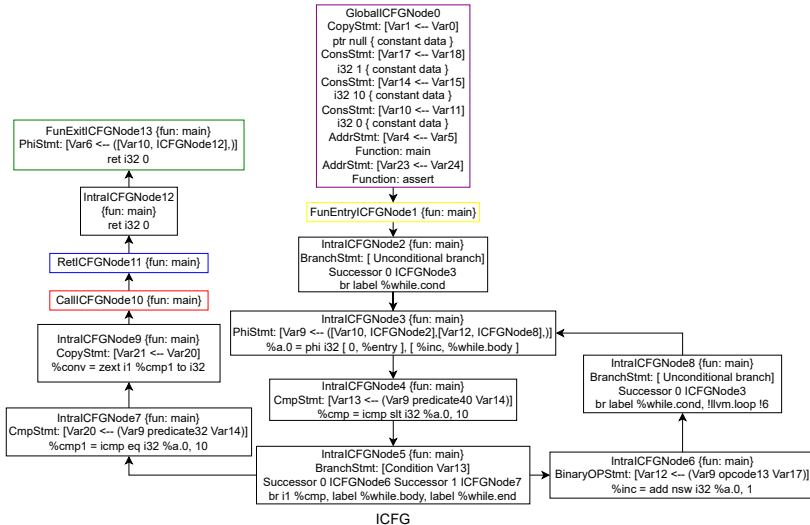 GlobalICFGNode0
CopyStmt: [Var1 <-- Var0]
ptr null { constant data }
ConsStmt: [Var17 <-- Var18]
i32 1 { constant data }
ConsStmt: [Var14 <-- Var15]
i32 10 { constant data }
ConsStmt: [Var10 <-- Var11]
i32 0 { constant data }
AddrStmt: [Var4 <-- Var5]
Function: main
AddrStmt: [Var23 <-- Var24]
Function: assert
FunEntryICFGNode1 {fun: main}
IntraICFGNode2 {fun: main}
BranchStmt: [ Unconditional branch]
Successor 0 ICFGNode3
br label %while.cond
IntraICFGNode3 {fun: main}
PhiStmt: [Var9 <-- ([Var10, ICFGNode2],[Var12, ICFGNode8],)]
%a.0 = phi i32 [ 0, %entry ], [ %inc, %while.body ]
IntraICFGNode4 {fun: main}
CmpStmt: [Var13 <-- (Var9 predicate40 Var14)]
%cmp = icmp slt i32 %a.0, 10
IntraICFGNode5 {fun: main}
BranchStmt: [Condition Var13]
Successor 0 ICFGNode6 Successor 1 ICFGNode7
br i1 %cmp, label %while.body, label %while.end
IntraICFGNode6 {fun: main}
BinaryOPStmt: [Var12 <-- (Var9 opcode13 Var17)]
%inc = add nsw i32 %a.0, 1
IntraICFGNode8 {fun: main}
BranchStmt: [ Unconditional branch]
Successor 0 ICFGNode3
br label %while.cond, !llvm.loop !6
IntraICFGNode7 {fun: main}
CmpStmt: [Var20 <-- (Var9 predicate32 Var14)]
%cmp1 = icmp eq i32 %a.0, 10
IntraICFGNode9 {fun: main}
CopyStmt: [Var21 <-- Var20]
%conv = zext i1 %cmp1 to i32
CallICFGNode10 {fun: main}
RetICFGNode11 {fun: main}
IntraICFGNode12
{fun: main}
ret i32 0
FunExitICFGNode13 {fun: main}
PhiStmt: [Var6 <-- ([Var10, ICFGNode12],)]
ret i32 0
ICFG